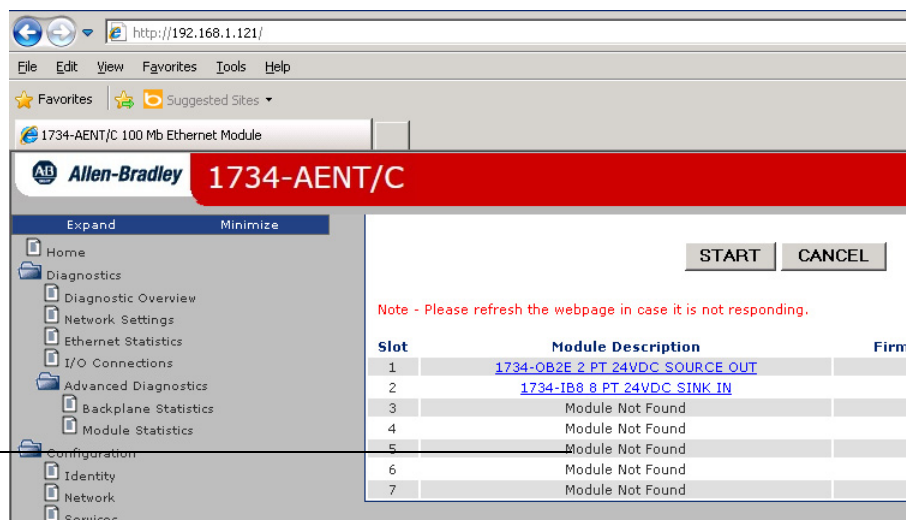 http://192.168.1.121/
File Edit View Favorites Tools Help
Favorites Suggested Sites
1734-AENT/C 100 Mb Ethernet Module
AB Allen-Bradley 1734-AENT/C
Expand Minimize
Home
Diagnostics
Diagnostic Overview
Network Settings
Ethernet Statistics
I/O Connections
Advanced Diagnostics
Backplane Statistics
Module Statistics
Configuration
Identity
Network
Services
START CANCEL
Note - Please refresh the webpage in case it is not responding.
Slot Module Description Firm
1 1734-OB2E 2 PT 24VDC SOURCE OUT
2 1734-IB8 8 PT 24VDC SINK IN
3 Module Not Found
4 Module Not Found
5 Module Not Found
6 Module Not Found
7 Module Not Found